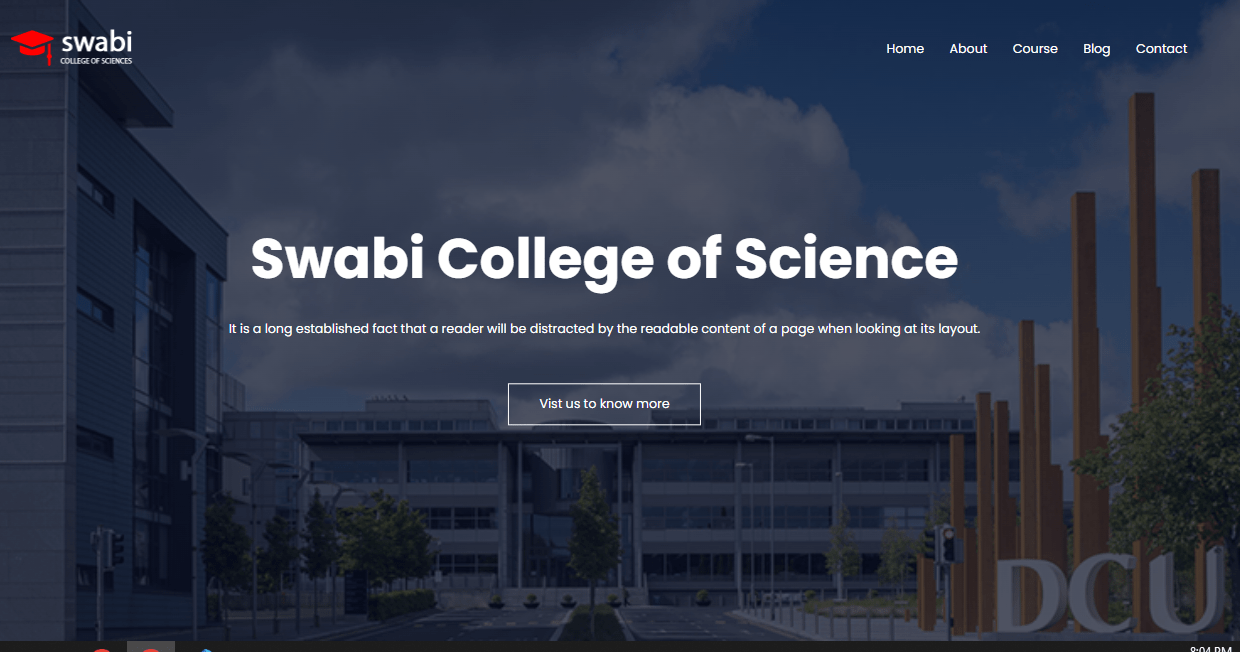 swabi
COLLEGE OF SCIENCES
Home About Course Blog Contact
Swabi College of Science
It is a long established fact that a reader will be distracted by the readable content of a page when looking at its layout.
Vist us to know more
DCU
8:04 PM